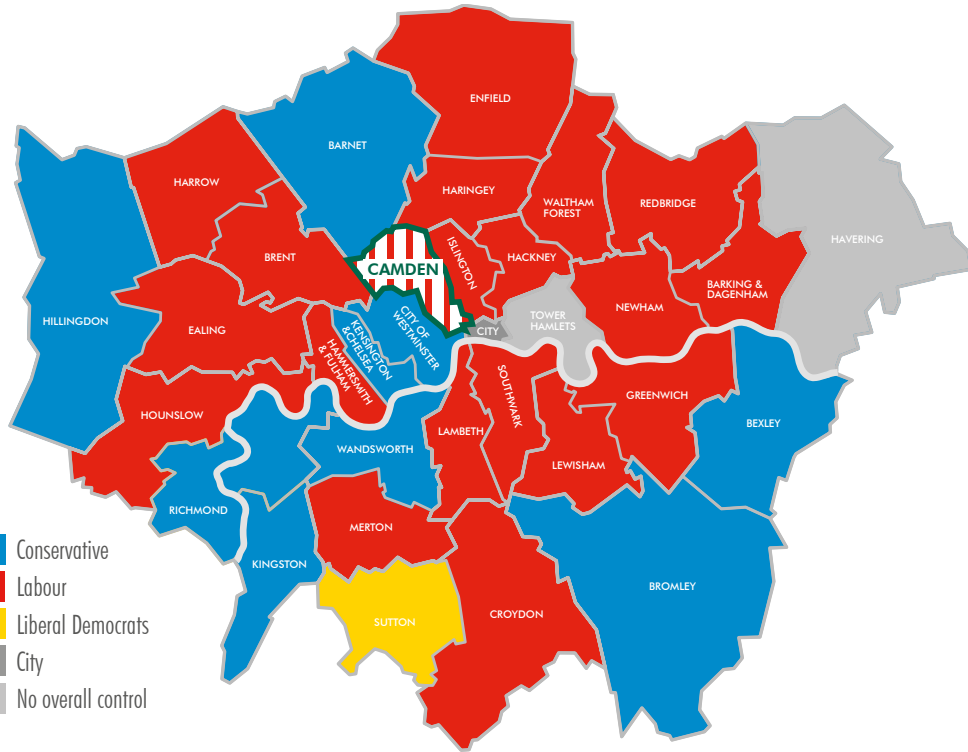 ENFIELD
BARNET
HARROW
HARINGEY
WALTHAM
FOREST
REDBRIDGE
HAVERING
BRENT
CAMDEN
ISLINGTON
HACKNEY
BARKING &
DAGENHAM
NEWHAM
HILLINGDON
EALING
KENSINGTON
& CHELSEA
CITY OF
WESTMINSTER
CITY
TOWER
HAMLETS
HAMMERSMITH
& FULHAM
HOUNSLOW
SOUTHWARK
GREENWICH
BEXLEY
WANDSWORTH
LAMBETH
LEWISHAM
RICHMOND
MERTON
KINGSTON
BROMLEY
SUTTON
CROYDON
Conservative
Labour
Liberal Democrats
City
No overall control